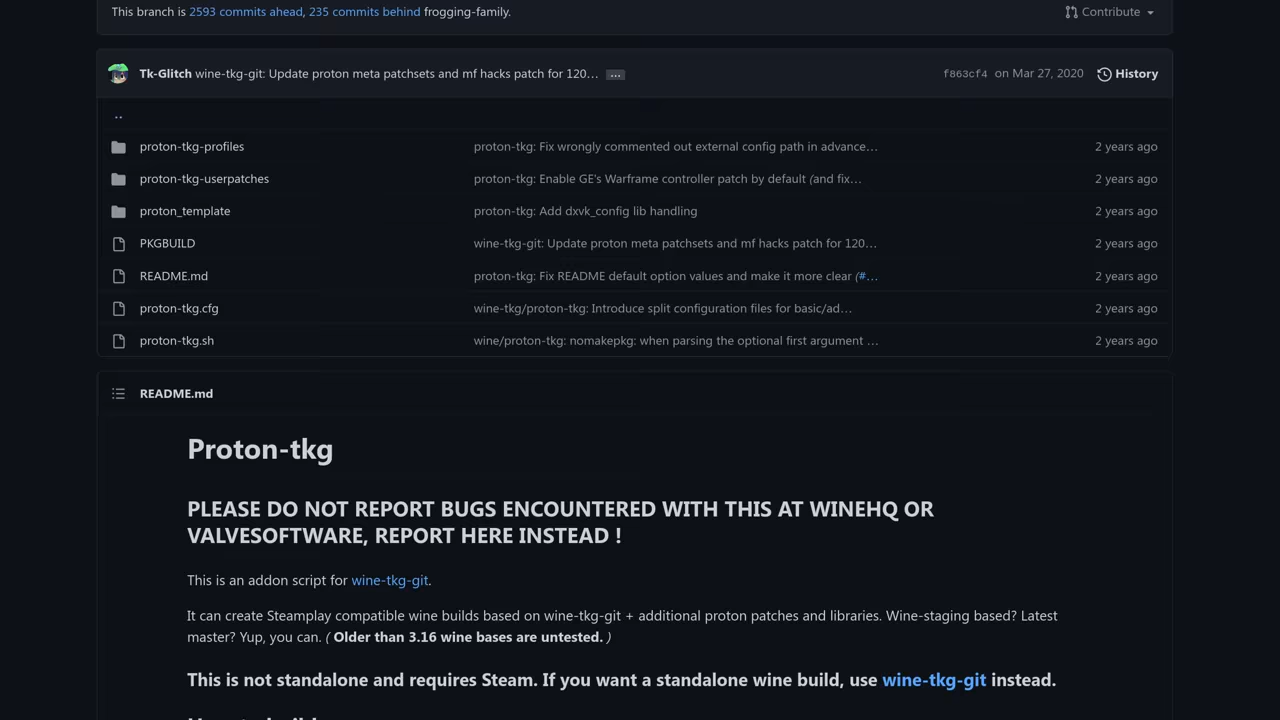 This branch is 2593 commits ahead, 235 commits behind frogging-family.
Contribute
Tk-Glitch wine-tkg-git: Update proton meta patchsets and mf hacks patch for 120… …
f863cf4 on Mar 27, 2020 History
..
proton-tkg-profiles proton-tkg: Fix wrongly commented out external config path in advance… 2 years ago
proton-tkg-userpatches proton-tkg: Enable GE's Warframe controller patch by default (and fix… 2 years ago
proton_template proton-tkg: Add dxvk_config lib handling 2 years ago
PKGBUILD wine-tkg-git: Update proton meta patchsets and mf hacks patch for 120… 2 years ago
README.md proton-tkg: Fix README default option values and make it more clear (#… 2 years ago
proton-tkg.cfg wine-tkg/proton-tkg: Introduce split configuration files for basic/ad… 2 years ago
proton-tkg.sh wine/proton-tkg: nomakepkg: when parsing the optional first argument … 2 years ago
README.md
Proton-tkg
PLEASE DO NOT REPORT BUGS ENCOUNTERED WITH THIS AT WINEHQ OR
VALVESOFTWARE, REPORT HERE INSTEAD !
This is an addon script for wine-tkg-git.
It can create Steamplay compatible wine builds based on wine-tkg-git + additional proton patches and libraries. Wine-staging based? Latest
master? Yup, you can. ( Older than 3.16 wine bases are untested. )
This is not standalone and requires Steam. If you want a standalone wine build, use wine-tkg-git instead.